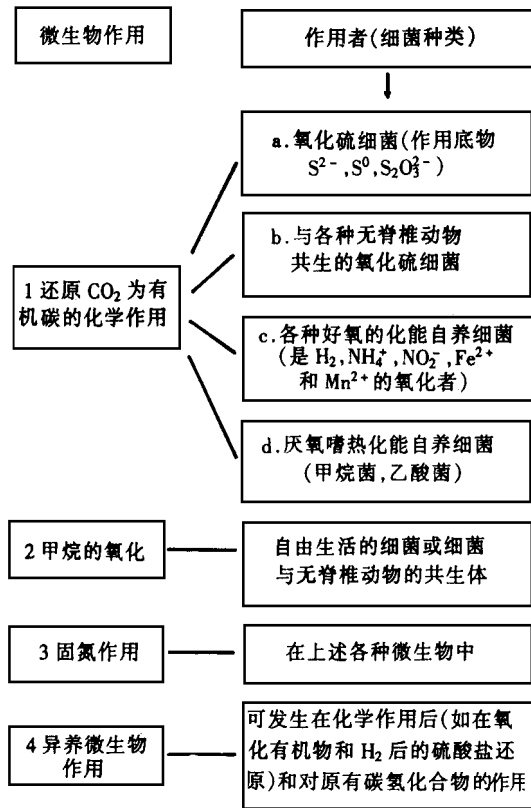 微生物作用
作用者(细菌种类)
a.氧化硫细菌(作用底物
S²⁻,S⁰,S₂O₃²⁻)
b.与各种无脊椎动物
共生的氧化硫细菌
1 还原 CO₂ 为有
机碳的化学作用
c.各种好氧的化能自养细菌
(是 H₂,NH₄⁺,NO₂⁻,Fe²⁺
和 Mn²⁺ 的氧化者)
d.厌氧嗜热化能自养细菌
(甲烷菌,乙酸菌)
2 甲烷的氧化
自由生活的细菌或细菌
与无脊椎动物的共生体
3 固氮作用
在上述各种微生物中
4 异养微生物
作用
可发生在化学作用后(如在氧
化有机物和 H₂ 后的硫酸盐还
原)和对原有碳氢化合物的作用